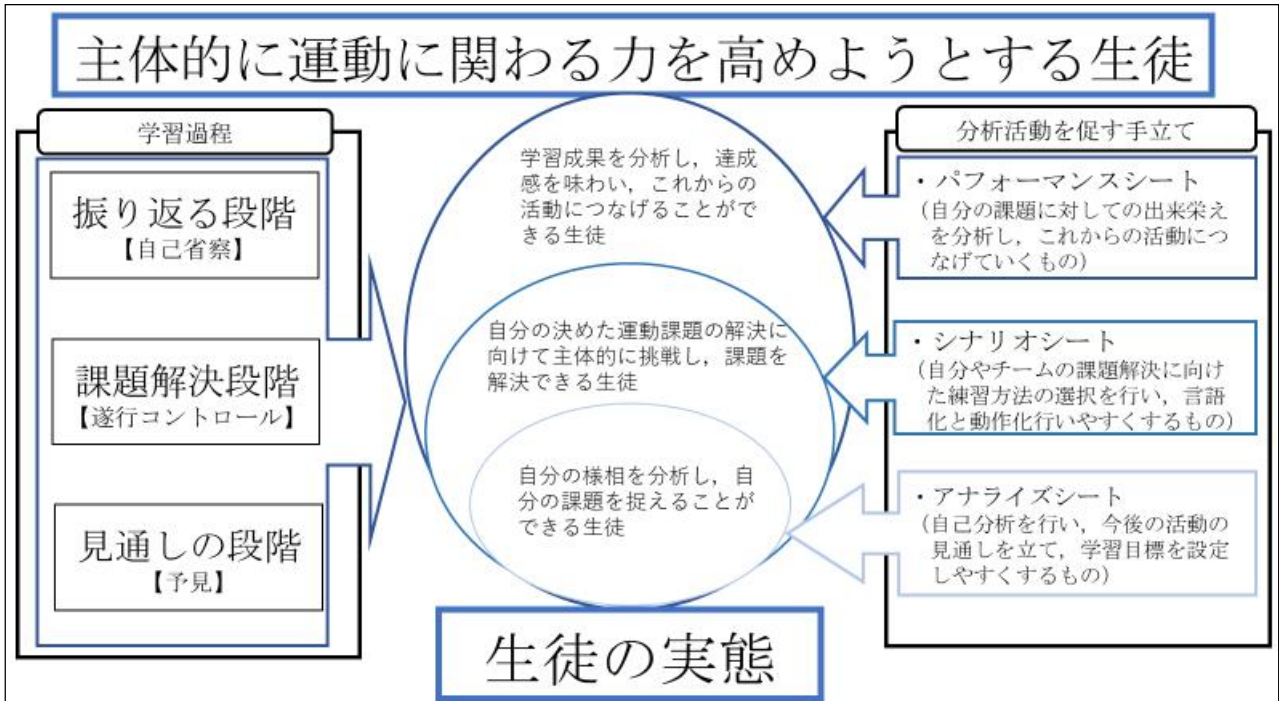 主体的に運動に関わる力を高めようとする生徒
学習過程
振り返る段階
【自己省察】
課題解決段階
【遂行コントロール】
見通しの段階
【予見】
学習成果を分析し，達成
感を味わい，これからの
活動につなげることがで
きる生徒
自分の決めた運動課題の解決に
向けて主体的に挑戦し，課題を
解決できる生徒
自分の様相を分析し，自
分の課題を捉えることが
できる生徒
分析活動を促す手立て
・パフォーマンスシート
（自分の課題に対しての出来栄え
を分析し，これからの活動につ
なげていくもの）
・シナリオシート
（自分やチームの課題解決に向け
た練習方法の選択を行い，言語
化と動作化行いやすくするもの）
・アナライズシート
（自己分析を行い，今後の活動の
見通しを立て，学習目標を設定
しやすくするもの）
生徒の実態